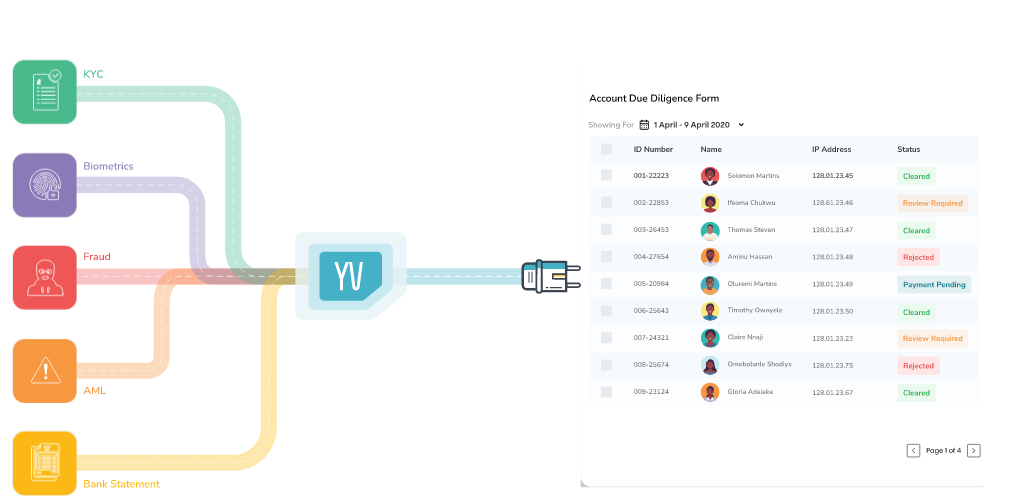 KYC
Biometrics
Fraud
AML
Bank Statement
YV
Account Due Diligence Form
Showing For 1 April - 9 April 2020
ID Number Name IP Address Status
001-22223 Solomon Martins 128.01.23.45 Cleared
002-22853 Ifeoma Chukwu 128.61.23.46 Review Required
003-26453 Thomas Steven 128.01.23.47 Cleared
004-27654 Aminu Hassan 128.01.23.48 Rejected
005-20984 Oluremi Martins 128.01.23.49 Payment Pending
006-25643 Timothy Owoyele 128.01.23.50 Cleared
007-24321 Claire Nnaji 128.01.23.23 Review Required
008-25674 Omobolanle Shodiya 128.01.23.75 Rejected
009-23124 Gloria Adeleke 128.01.23.67 Cleared
Page 1 of 4